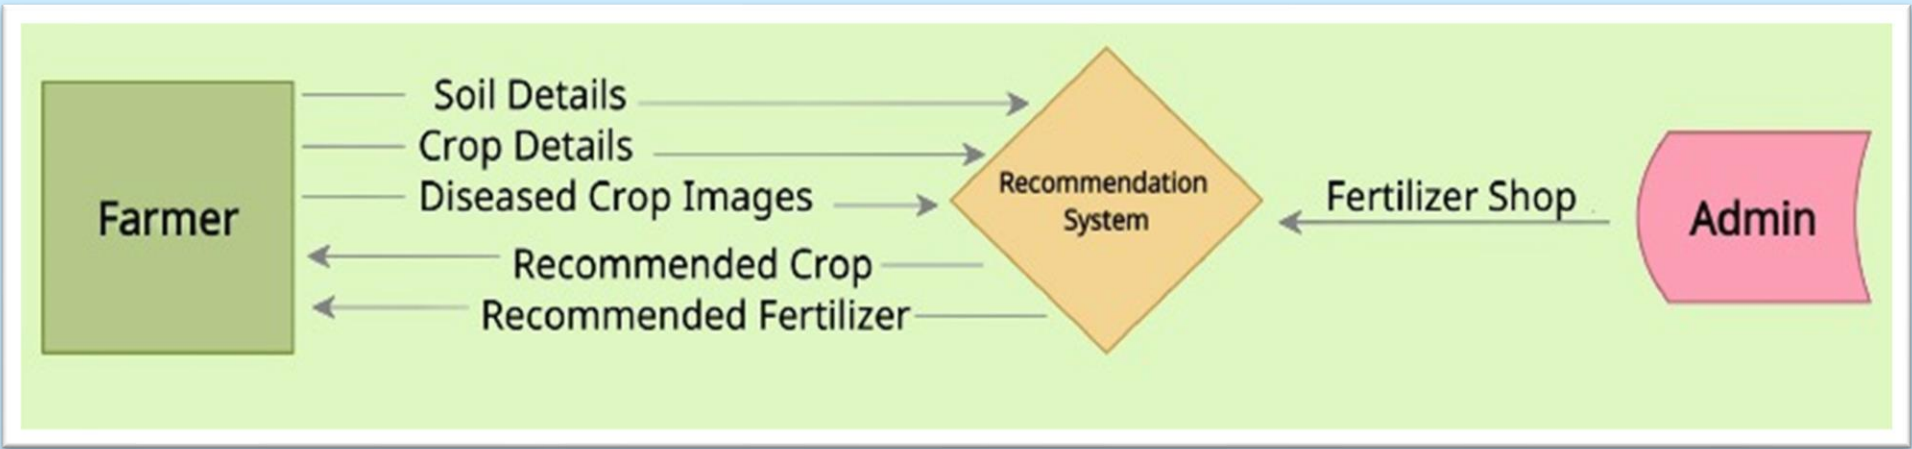 Farmer
Soil Details
Crop Details
Diseased Crop Images
Recommended Crop
Recommended Fertilizer
Recommendation
System
Fertilizer Shop
Admin